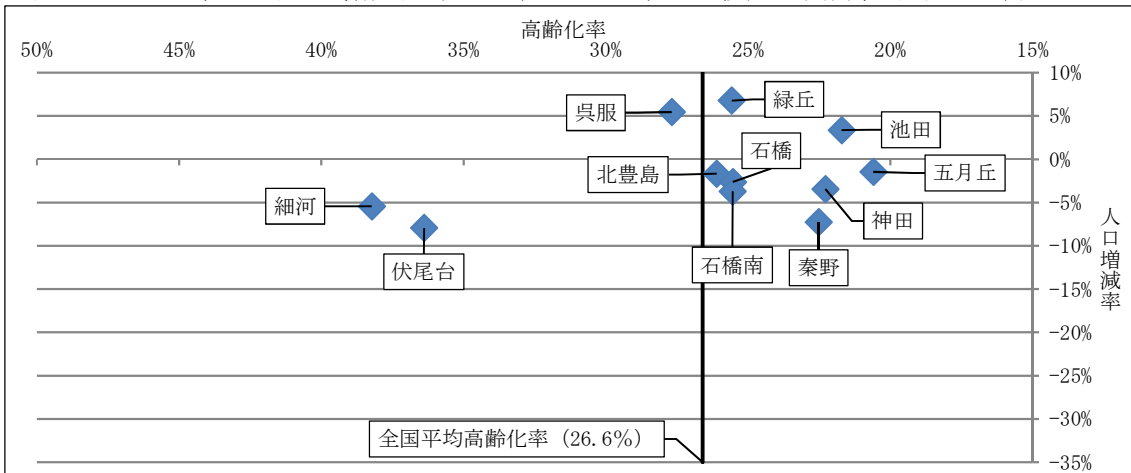 高齢化率
50%
45%
40%
35%
30%
25%
20%
15%
10%
5%
0%
-5%
-10%
-15%
-20%
-25%
-30%
-35%
人口増減率
呉服
緑丘
池田
石橋
北豊島
五月丘
細河
神田
伏尾台
石橋南
秦野
全国平均高齢化率（26.6%）